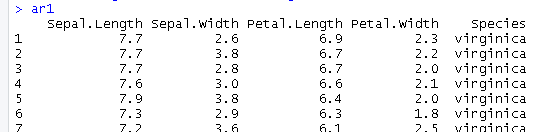 > ar1
Sepal.Length Sepal.Width Petal.Length Petal.Width Species
1 7.7 2.6 6.9 2.3 virginica
2 7.7 3.8 6.7 2.2 virginica
3 7.7 2.8 6.7 2.0 virginica
4 7.6 3.0 6.6 2.1 virginica
5 7.9 3.8 6.4 2.0 virginica
6 7.3 2.9 6.3 1.8 virginica
7 7.2 3.6 6.1 2.5 virginica